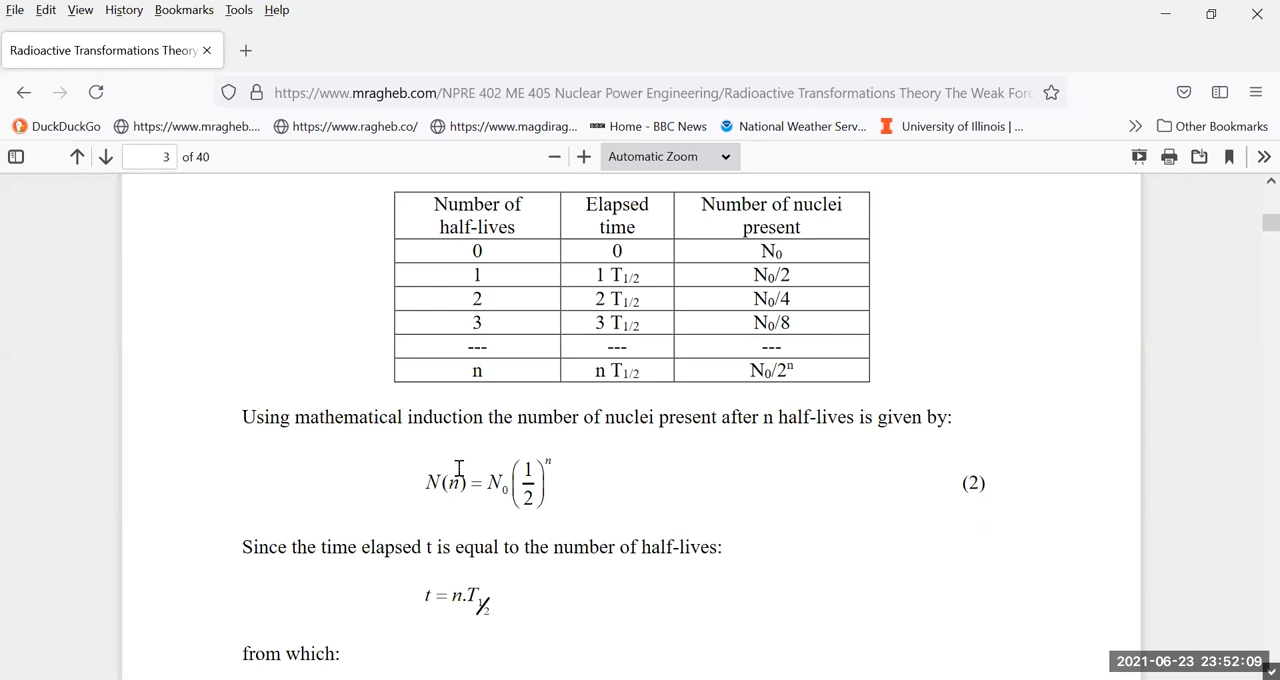 File Edit View History Bookmarks Tools Help
Radioactive Transformations Theory
https://www.mragheb.com/NPRE 402 ME 405 Nuclear Power Engineering/Radioactive Transformations Theory The Weak Forc
DuckDuckGo https://www.mragheb.... https://www.ragheb.co/ https://www.magdirag... Home - BBC News National Weather Serv... University of Illinois | ... Other Bookmarks
3 of 40 Automatic Zoom
Number of half-lives Elapsed time Number of nuclei present
0 0 N₀
1 1 T₁/₂ N₀/2
2 2 T₁/₂ N₀/4
3 3 T₁/₂ N₀/8
--- --- ---
n n T₁/₂ N₀/2ⁿ
Using mathematical induction the number of nuclei present after n half-lives is given by:
N(n) = N₀(1/2)ⁿ (2)
Since the time elapsed t is equal to the number of half-lives:
t = n.T₁/₂
from which:
2021-06-23 23:52:09